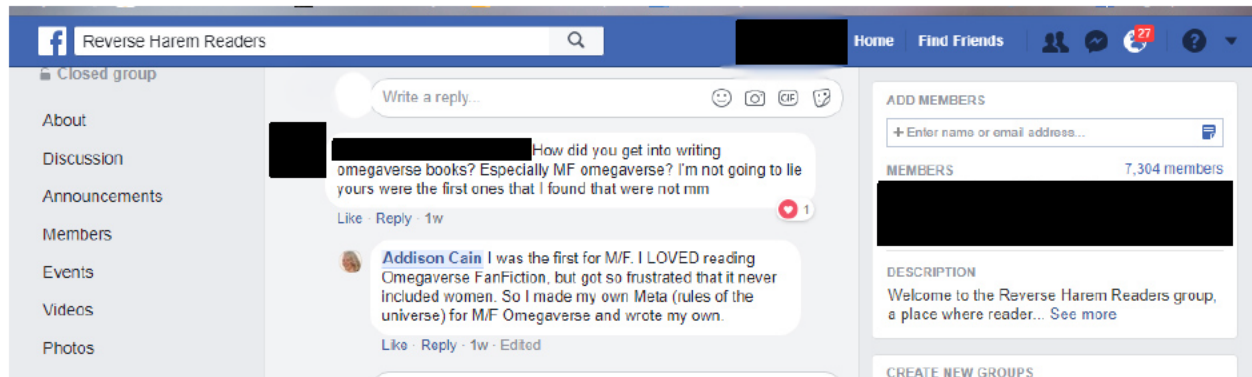 f
Reverse Harem Readers
Home Find Friends
27
?
Closed group
About
Discussion
Announcements
Members
Events
Videos
Photos
Write a reply...
GIF
How did you get into writing
omegaverse books? Especially MF omegaverse? I'm not going to lie
yours were the first ones that I found that were not mm
1
Like · Reply · 1w
Addison Cain I was the first for M/F. I LOVED reading
Omegaverse FanFiction, but got so frustrated that it never
included women. So I made my own Meta (rules of the
universe) for M/F Omegaverse and wrote my own.
Like · Reply · 1w · Edited
ADD MEMBERS
+ Enter name or email address...
MEMBERS 7,304 members
DESCRIPTION
Welcome to the Reverse Harem Readers group,
a place where reader... See more
CREATE NEW GROUPS